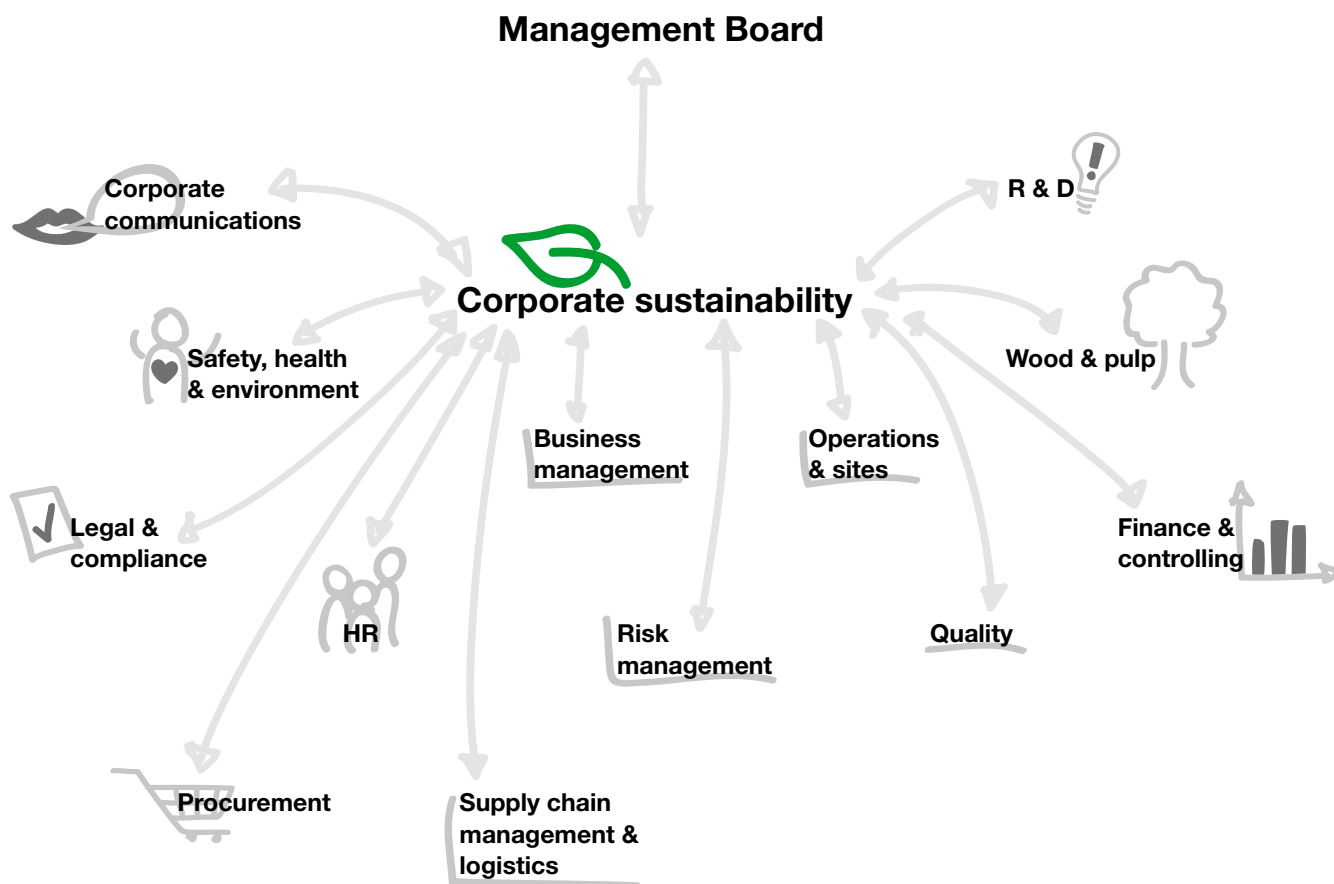 Management Board
Corporate
communications
R & D
Corporate sustainability
Safety, health
& environment
Wood & pulp
Business
management
Operations
& sites
Legal &
compliance
Finance &
controlling
HR
Risk
management
Quality
Procurement
Supply chain
management &
logistics